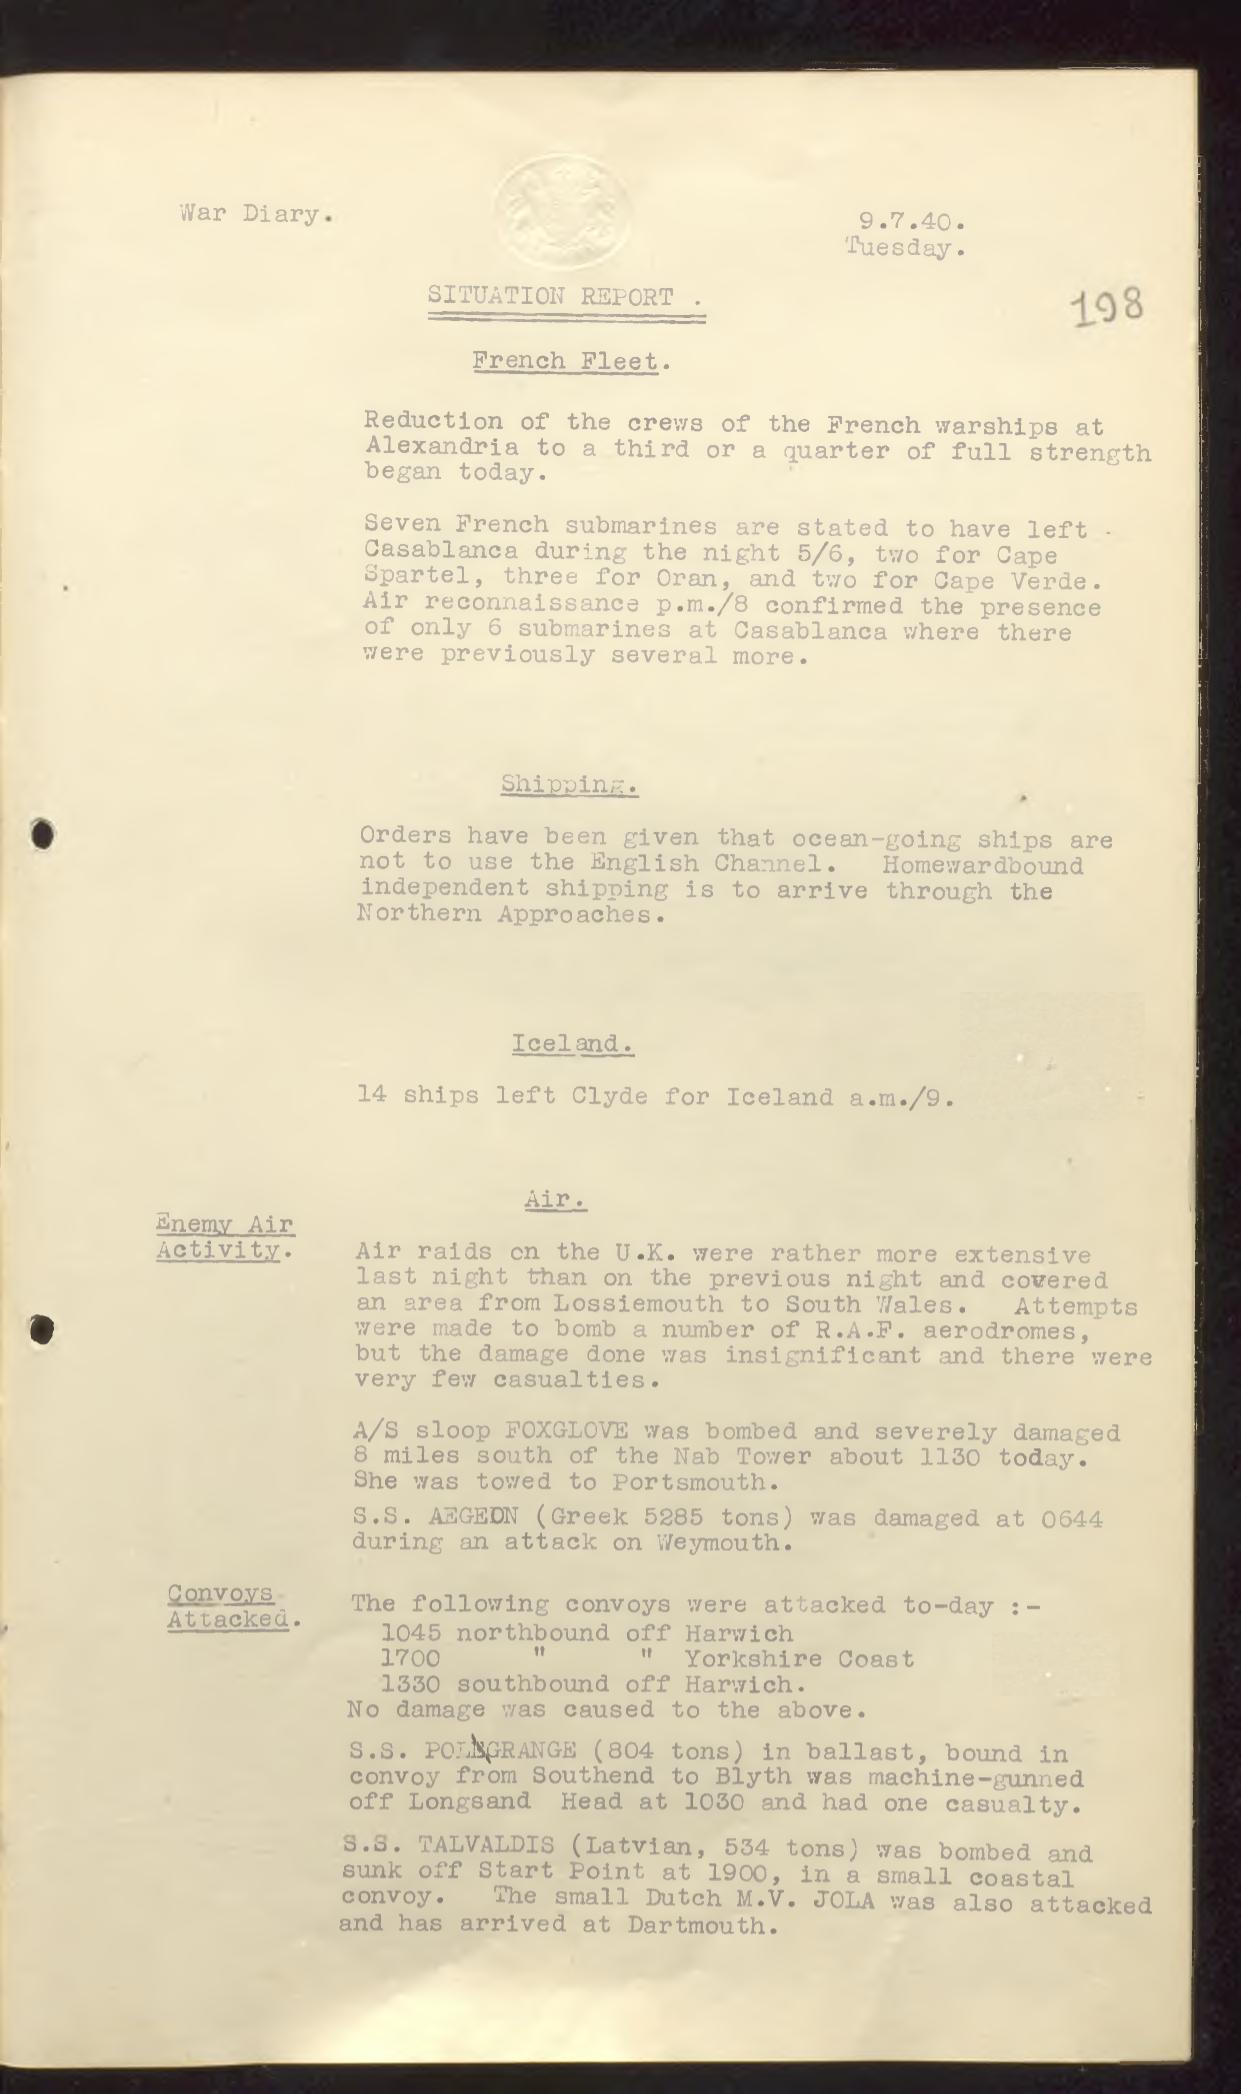 War Diary.
9.7.40.
Tuesday.
SITUATION REPORT .
198
French Fleet.
Reduction of the crews of the French warships at
Alexandria to a third or a quarter of full strength
began today.
Seven French submarines are stated to have left
Casablanca during the night 5/6, two for Cape
Spartel, three for Oran, and two for Cape Verde.
Air reconnaissance p.m./8 confirmed the presence
of only 6 submarines at Casablanca where there
were previously several more.
Shipping.
Orders have been given that ocean-going ships are
not to use the English Channel. Homewardbound
independent shipping is to arrive through the
Northern Approaches.
Iceland.
14 ships left Clyde for Iceland a.m./9.
Air.
Enemy Air
Activity.
Air raids on the U.K. were rather more extensive
last night than on the previous night and covered
an area from Lossiemouth to South Wales. Attempts
were made to bomb a number of R.A.F. aerodromes,
but the damage done was insignificant and there were
very few casualties.
A/S sloop FOXGLOVE was bombed and severely damaged
8 miles south of the Nab Tower about 1130 today.
She was towed to Portsmouth.
S.S. AEGEON (Greek 5285 tons) was damaged at 0644
during an attack on Weymouth.
Convoys
Attacked.
The following convoys were attacked to-day :-
1045 northbound off Harwich
1700 " " Yorkshire Coast
1330 southbound off Harwich.
No damage was caused to the above.
S.S. POLGRANGE (804 tons) in ballast, bound in
convoy from Southend to Blyth was machine-gunned
off Longsand Head at 1030 and had one casualty.
S.S. TALVALDIS (Latvian, 534 tons) was bombed and
sunk off Start Point at 1900, in a small coastal
convoy. The small Dutch M.V. JOLA was also attacked
and has arrived at Dartmouth.